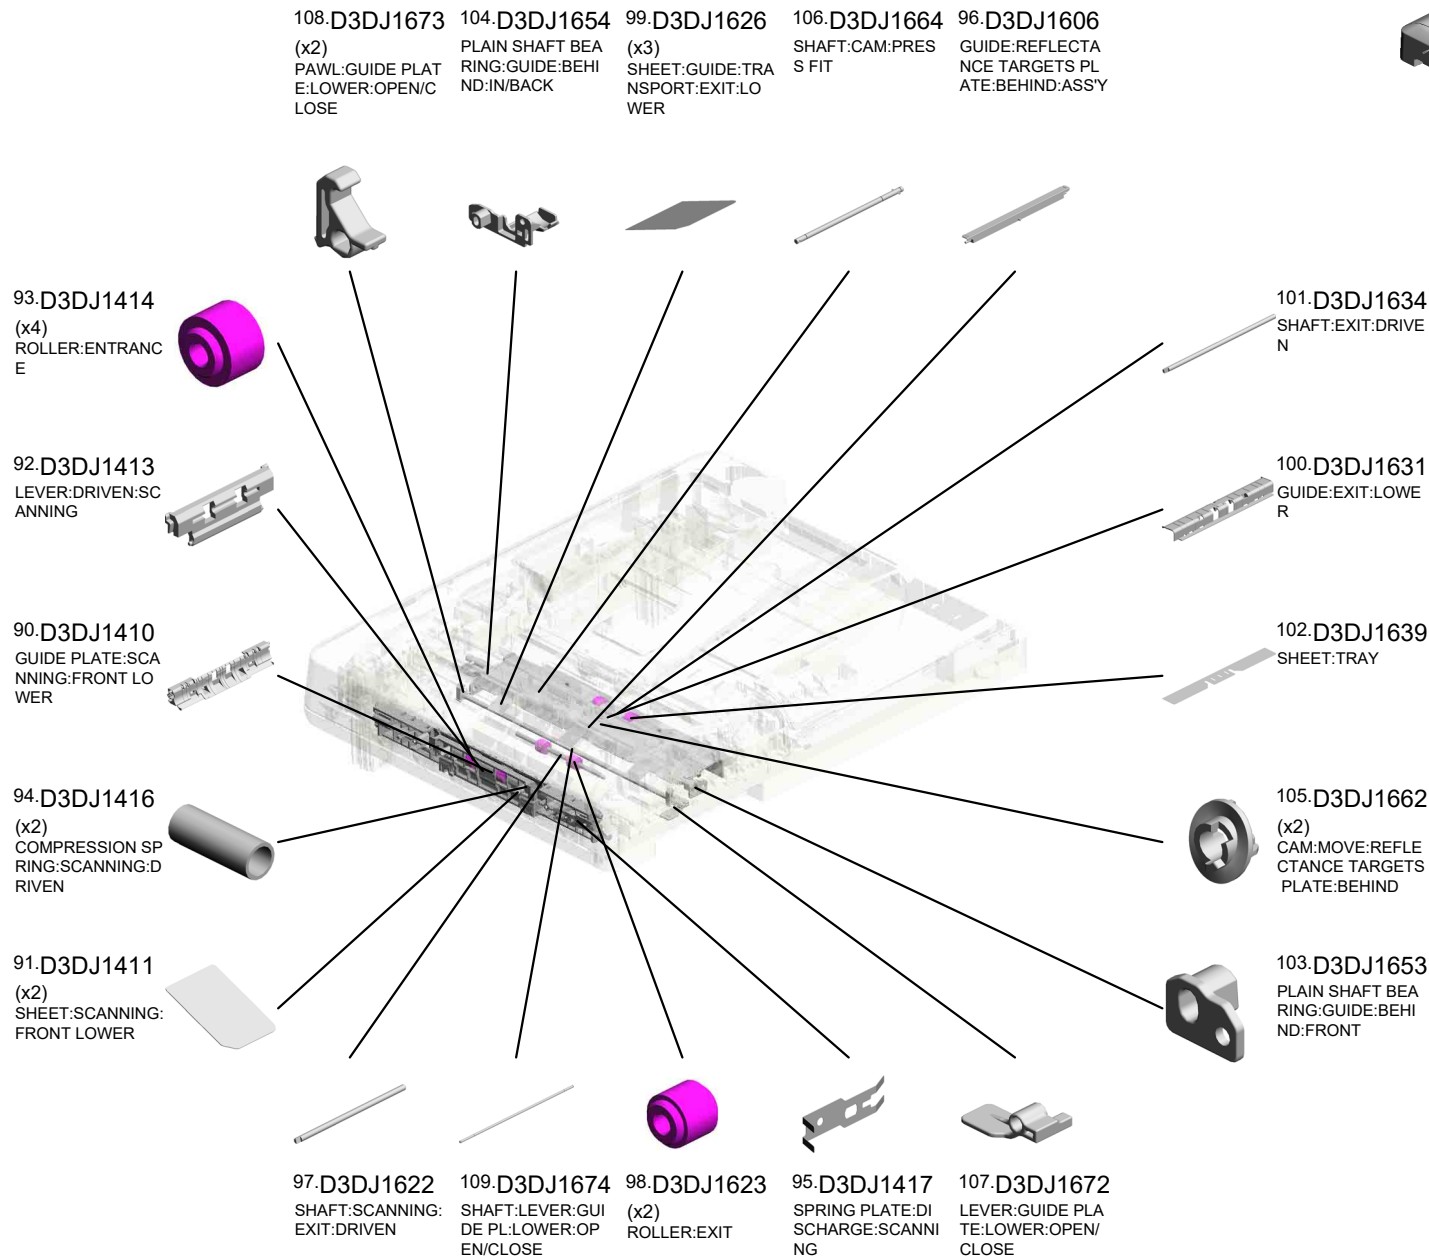 108.D3DJ1673
(x2)
PAWL:GUIDE PLAT
E:LOWER:OPEN/C
LOSE
104.D3DJ1654
PLAIN SHAFT BEA
RING:GUIDE:BEHI
ND:IN/BACK
99.D3DJ1626
(x3)
SHEET:GUIDE:TRA
NSPORT:EXIT:LO
WER
106.D3DJ1664
SHAFT:CAM:PRES
S FIT
96.D3DJ1606
GUIDE:REFLECTA
NCE TARGETS PL
ATE:BEHIND:ASS'Y
93.D3DJ1414
(x4)
ROLLER:ENTRANC
E
101.D3DJ1634
SHAFT:EXIT:DRIVE
N
92.D3DJ1413
LEVER:DRIVEN:SC
ANNING
100.D3DJ1631
GUIDE:EXIT:LOWE
R
90.D3DJ1410
GUIDE PLATE:SCA
NNING:FRONT LO
WER
102.D3DJ1639
SHEET:TRAY
94.D3DJ1416
(x2)
COMPRESSION SP
RING:SCANNING:D
RIVEN
105.D3DJ1662
(x2)
CAM:MOVE:REFLE
CTANCE TARGETS
PLATE:BEHIND
91.D3DJ1411
(x2)
SHEET:SCANNING:
FRONT LOWER
103.D3DJ1653
PLAIN SHAFT BEA
RING:GUIDE:BEHI
ND:FRONT
97.D3DJ1622
SHAFT:SCANNING:
EXIT:DRIVEN
109.D3DJ1674
SHAFT:LEVER:GUI
DE PL:LOWER:OP
EN/CLOSE
98.D3DJ1623
(x2)
ROLLER:EXIT
95.D3DJ1417
SPRING PLATE:DI
SCHARGE:SCANNI
NG
107.D3DJ1672
LEVER:GUIDE PLA
TE:LOWER:OPEN/
CLOSE